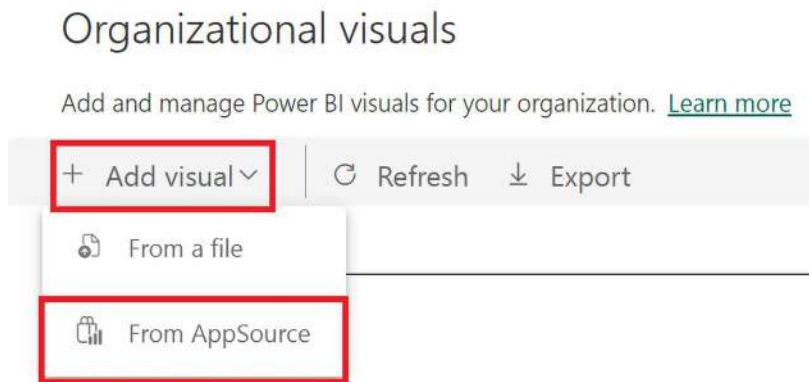 Organizational visuals
Add and manage Power BI visuals for your organization. Learn more
+ Add visual Refresh Export
From a file
From AppSource